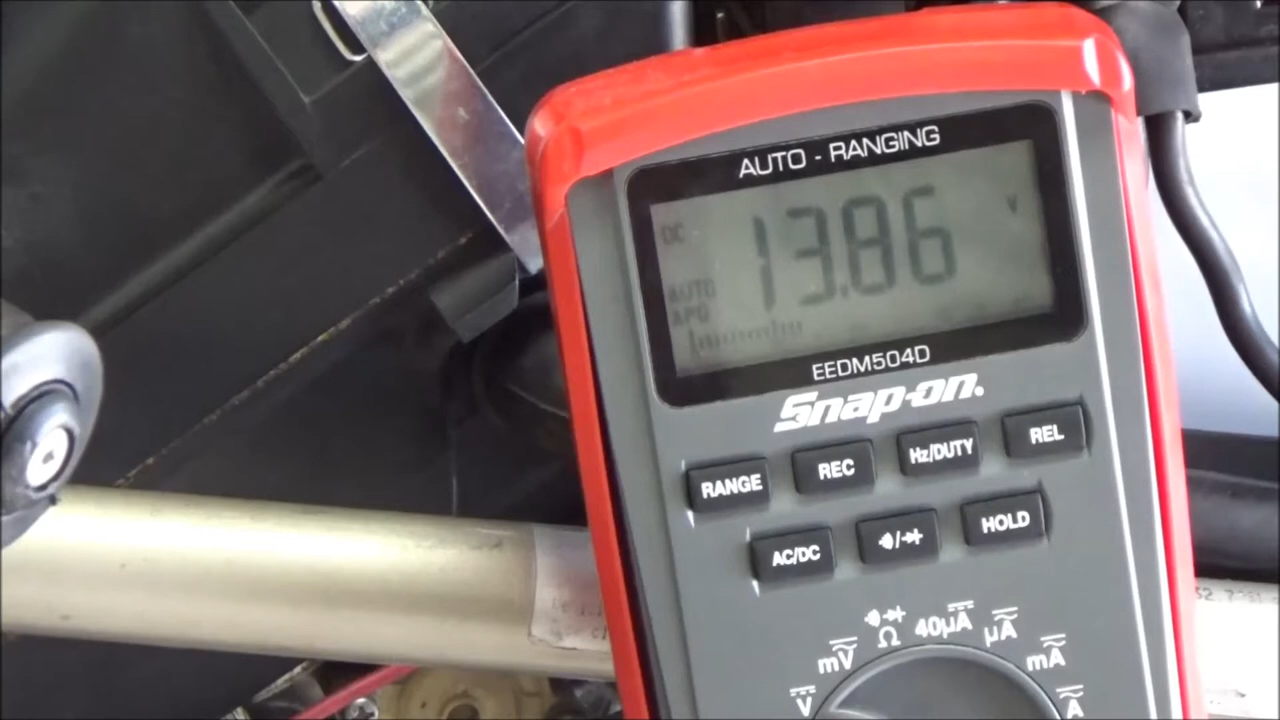 AUTO - RANGING
DC 13.86 V
AUTO
APO
EEDM504D
Snap-on.
RANGE REC Hz/DUTY REL
AC/DC HOLD
mV Ω 40µA µA mA
V A